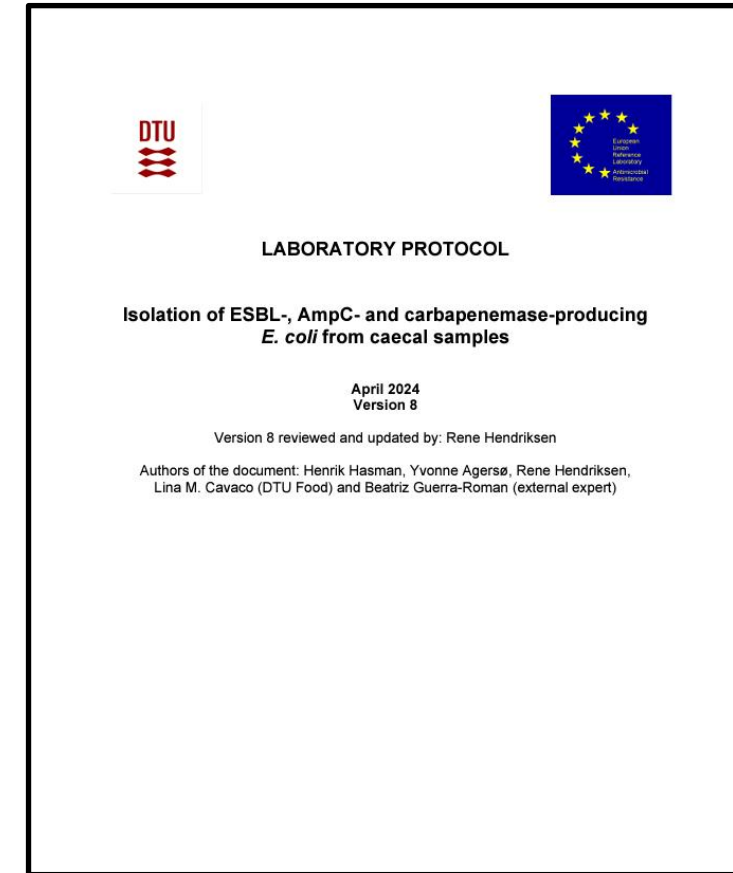 DTU
European
Union
Reference
Laboratory
Antimicrobial
Resistance
LABORATORY PROTOCOL
Isolation of ESBL-, AmpC- and carbapenemase-producing
E. coli from caecal samples
April 2024
Version 8
Version 8 reviewed and updated by: Rene Hendriksen
Authors of the document: Henrik Hasman, Yvonne Agersø, Rene Hendriksen,
Lina M. Cavaco (DTU Food) and Beatriz Guerra-Roman (external expert)